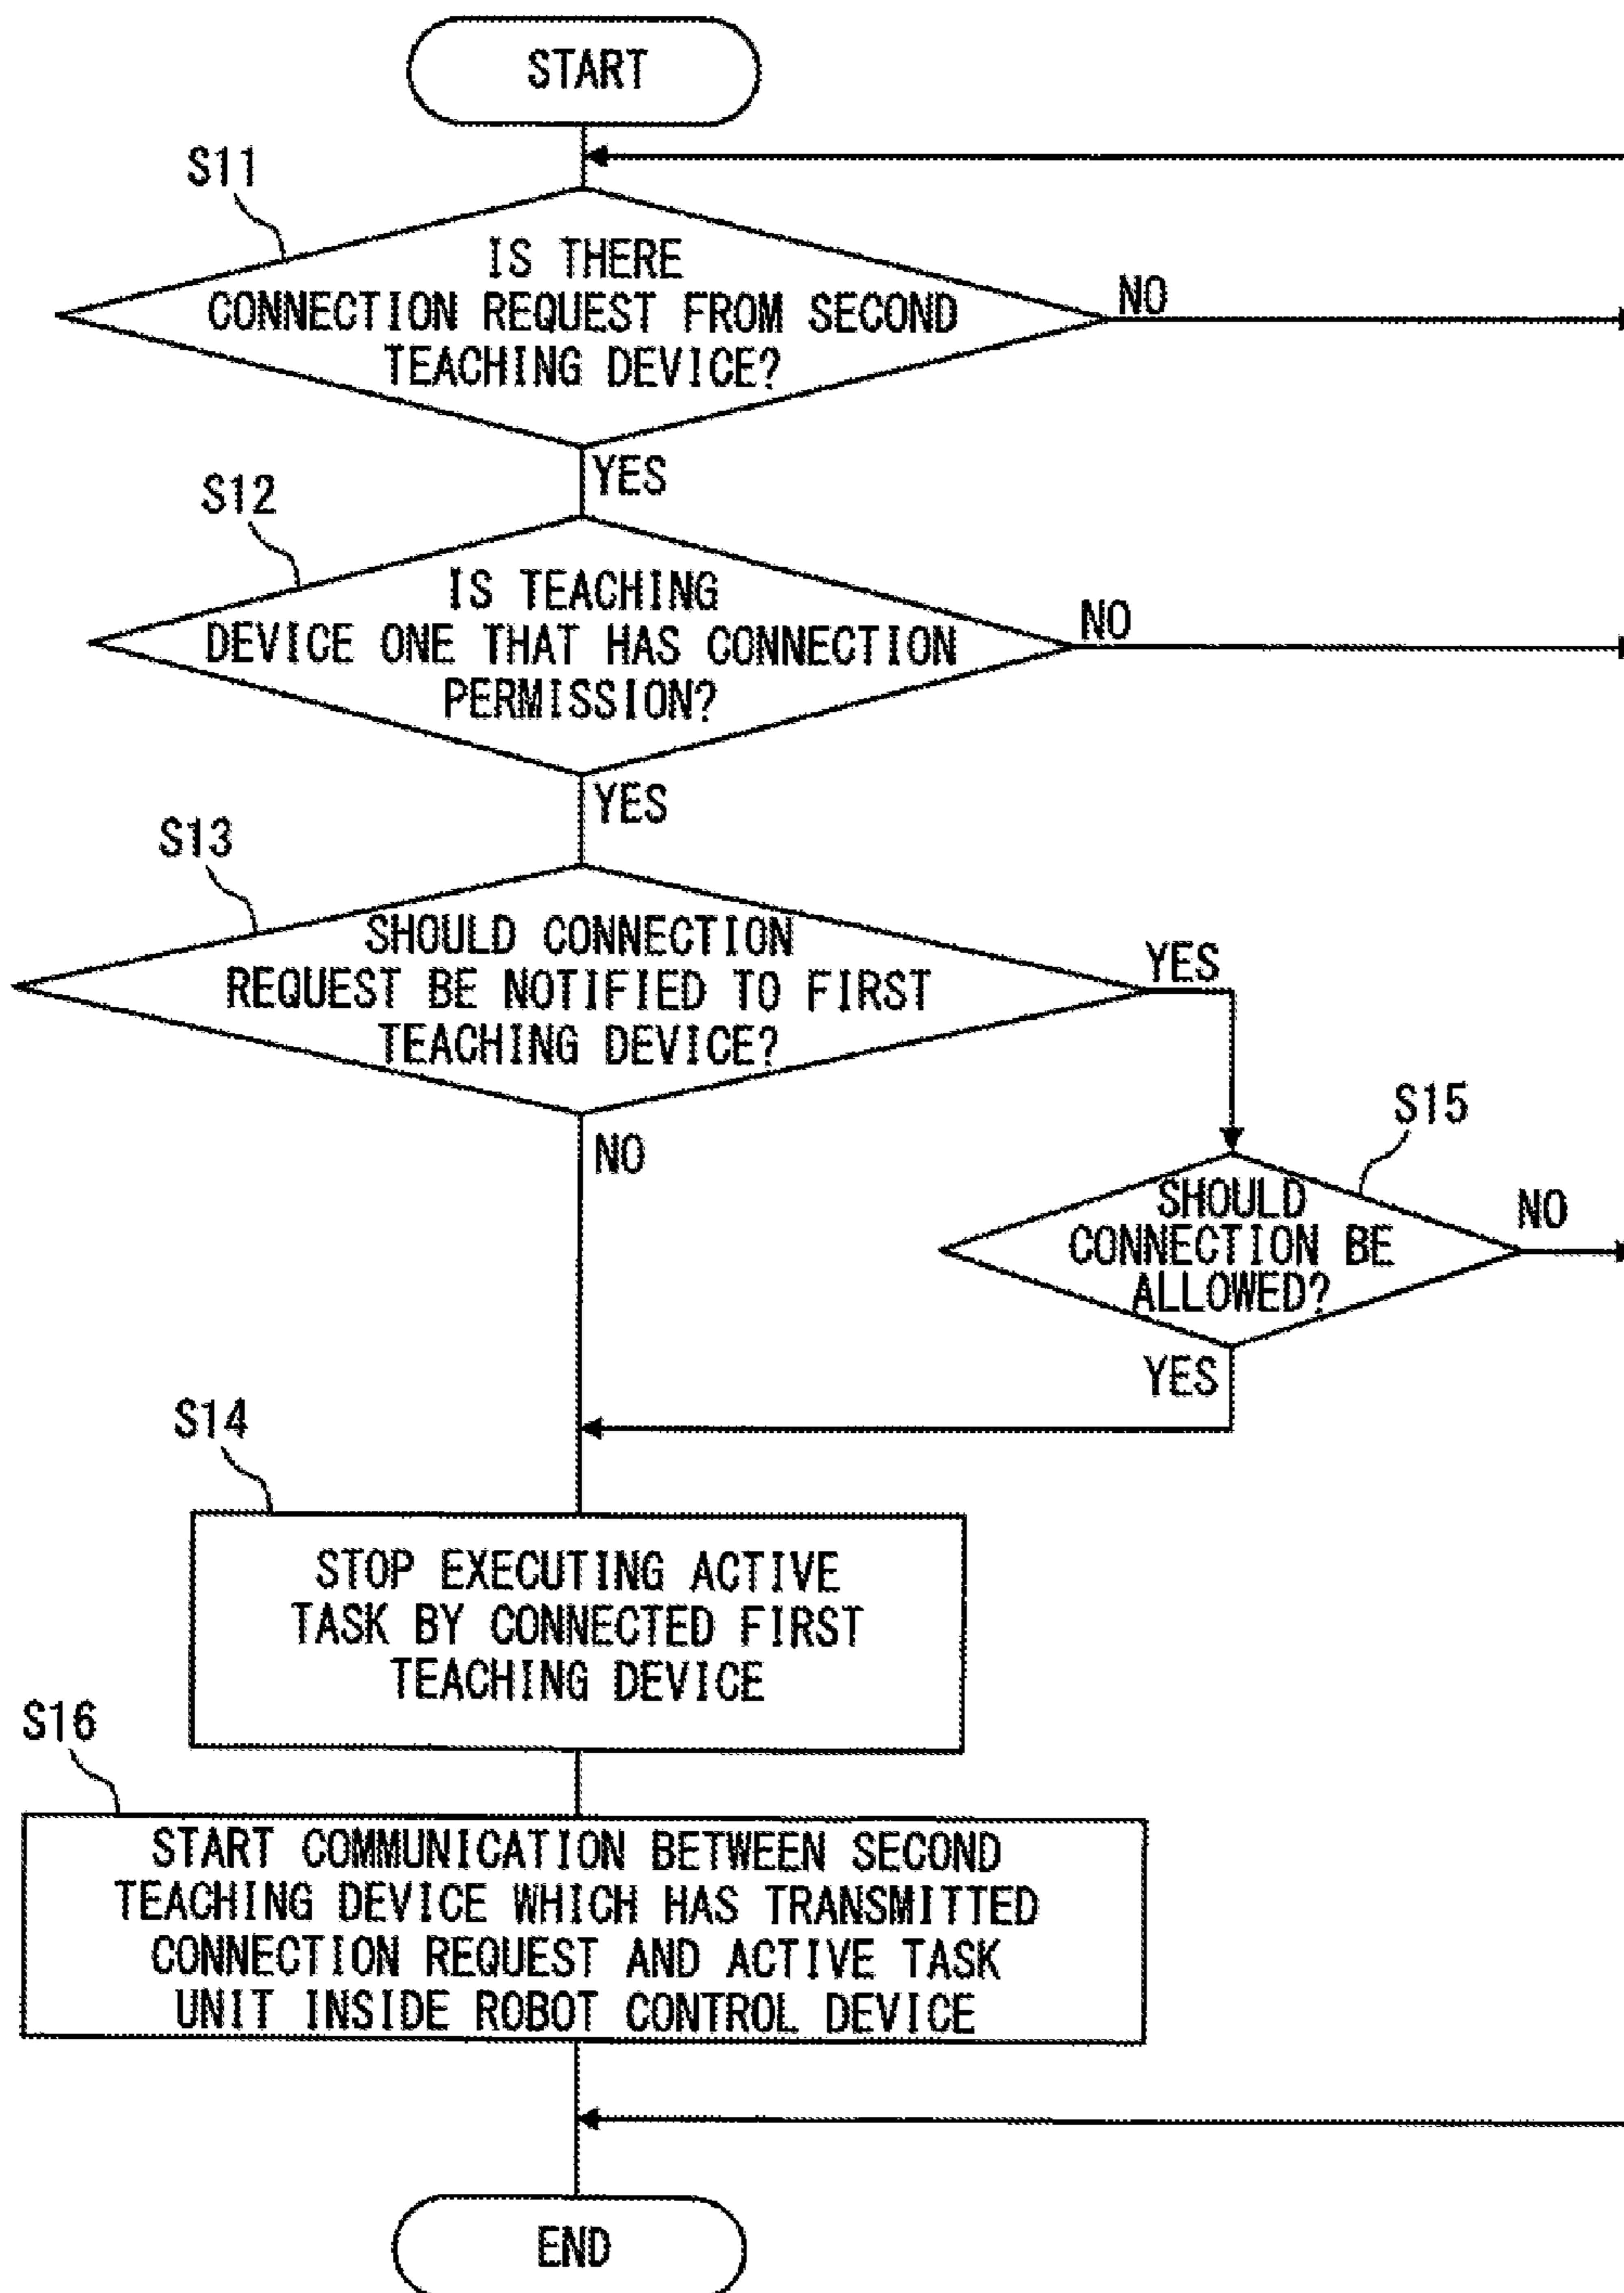 START
S11
IS THERE
CONNECTION REQUEST FROM SECOND
TEACHING DEVICE?
NO
YES
S12
IS TEACHING
DEVICE ONE THAT HAS CONNECTION
PERMISSION?
NO
YES
S13
SHOULD CONNECTION
REQUEST BE NOTIFIED TO FIRST
TEACHING DEVICE?
YES
NO
S15
SHOULD
CONNECTION BE
ALLOWED?
NO
YES
S14
STOP EXECUTING ACTIVE
TASK BY CONNECTED FIRST
TEACHING DEVICE
S16
START COMMUNICATION BETWEEN SECOND
TEACHING DEVICE WHICH HAS TRANSMITTED
CONNECTION REQUEST AND ACTIVE TASK
UNIT INSIDE ROBOT CONTROL DEVICE
END